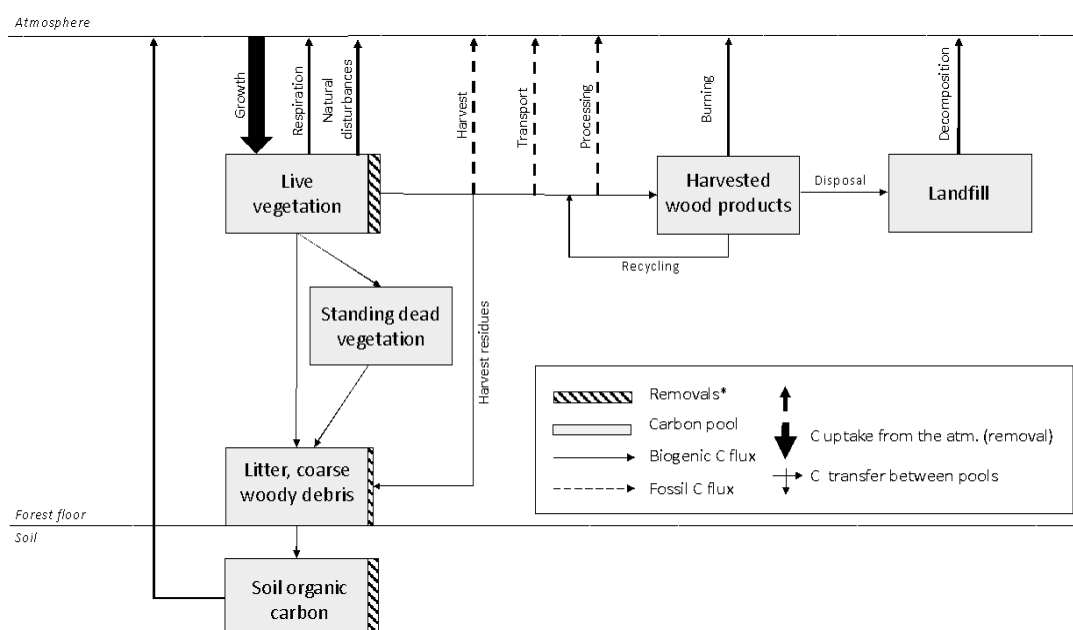 Atmosphere
Growth
Respiration
Natural
disturbances
Harvest
Transport
Processing
Burning
Decomposition
Live
vegetation
Harvested
wood products
Disposal
Landfill
Recycling
Standing dead
vegetation
Harvest residues
Removals*
Carbon pool
Biogenic C flux
Fossil C flux
C uptake from the atm. (removal)
C transfer between pools
Litter, coarse
woody debris
Forest floor
Soil
Soil organic
carbon